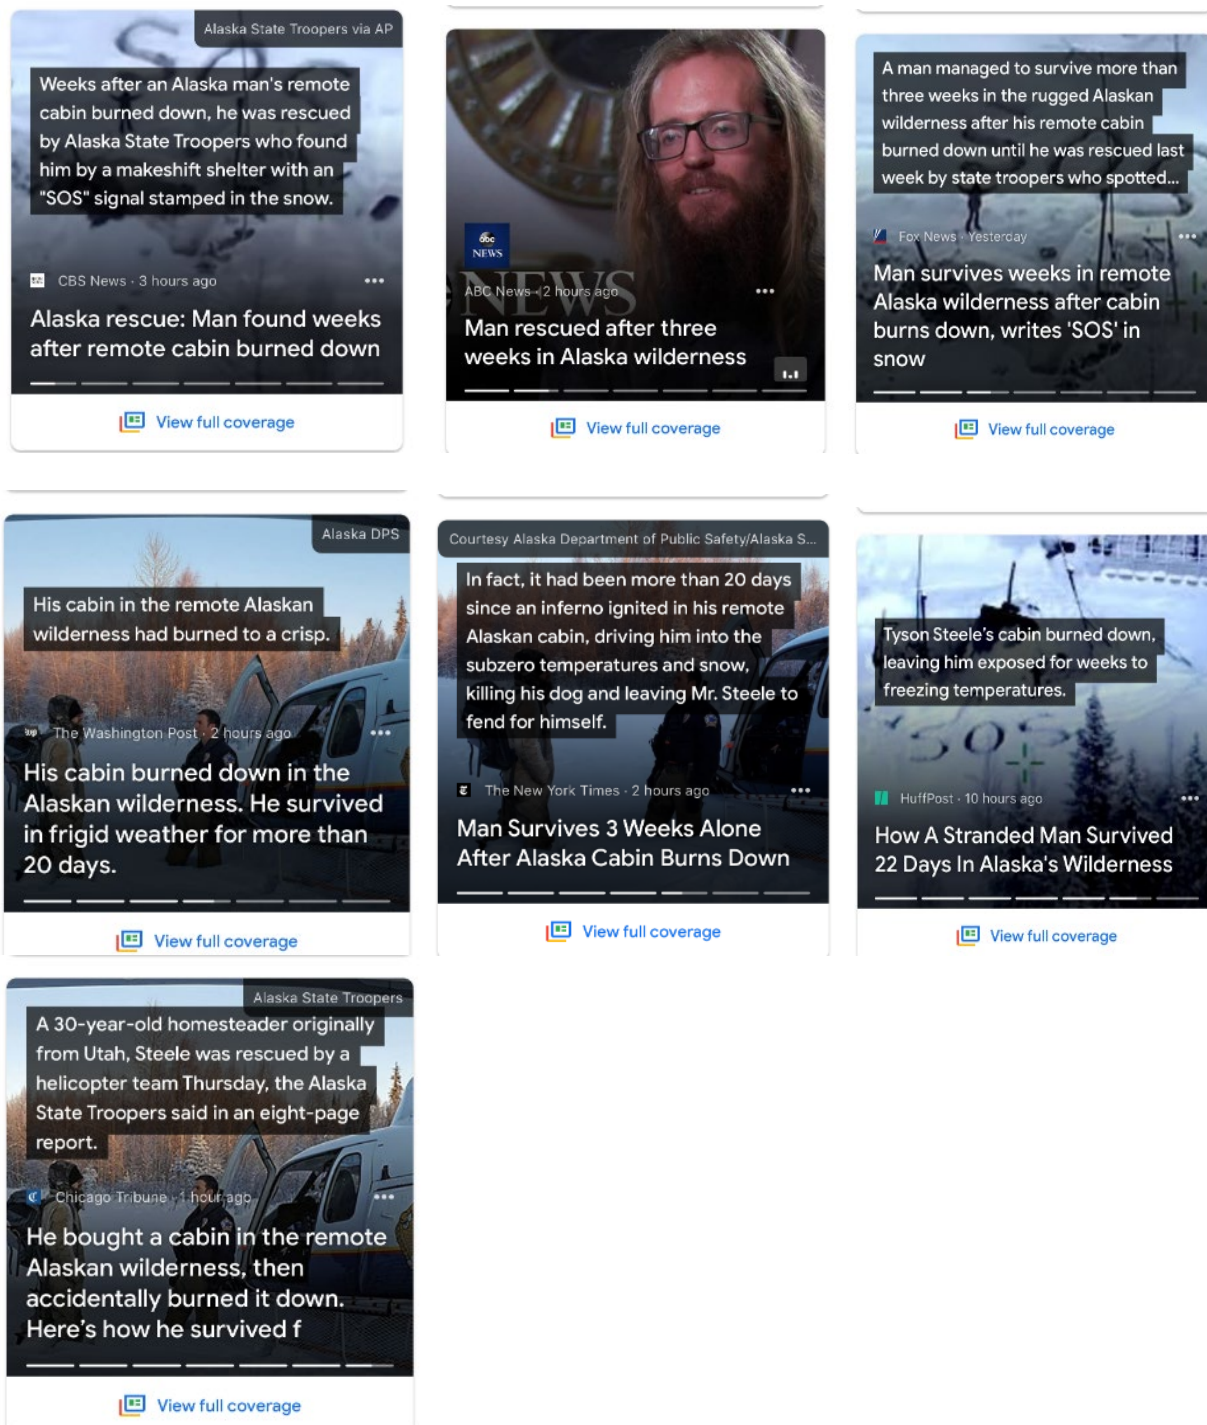 Alaska State Troopers via AP
Weeks after an Alaska man's remote
cabin burned down, he was rescued
by Alaska State Troopers who found
him by a makeshift shelter with an
"SOS" signal stamped in the snow.
CBS News · 3 hours ago
Alaska rescue: Man found weeks
after remote cabin burned down
View full coverage
abc
NEWS
NEWS
ABC News · 2 hours ago
Man rescued after three
weeks in Alaska wilderness
View full coverage
A man managed to survive more than
three weeks in the rugged Alaskan
wilderness after his remote cabin
burned down until he was rescued last
week by state troopers who spotted...
Fox News · Yesterday
Man survives weeks in remote
Alaska wilderness after cabin
burns down, writes 'SOS' in
snow
View full coverage
Alaska DPS
His cabin in the remote Alaskan
wilderness had burned to a crisp.
wp The Washington Post · 2 hours ago
His cabin burned down in the
Alaskan wilderness. He survived
in frigid weather for more than
20 days.
View full coverage
Courtesy Alaska Department of Public Safety/Alaska S...
In fact, it had been more than 20 days
since an inferno ignited in his remote
Alaskan cabin, driving him into the
subzero temperatures and snow,
killing his dog and leaving Mr. Steele to
fend for himself.
The New York Times · 2 hours ago
Man Survives 3 Weeks Alone
After Alaska Cabin Burns Down
View full coverage
Tyson Steele's cabin burned down,
leaving him exposed for weeks to
freezing temperatures.
SOS
HuffPost · 10 hours ago
How A Stranded Man Survived
22 Days In Alaska's Wilderness
View full coverage
Alaska State Troopers
A 30-year-old homesteader originally
from Utah, Steele was rescued by a
helicopter team Thursday, the Alaska
State Troopers said in an eight-page
report.
Chicago Tribune · 1 hour ago
He bought a cabin in the remote
Alaskan wilderness, then
accidentally burned it down.
Here's how he survived f
View full coverage